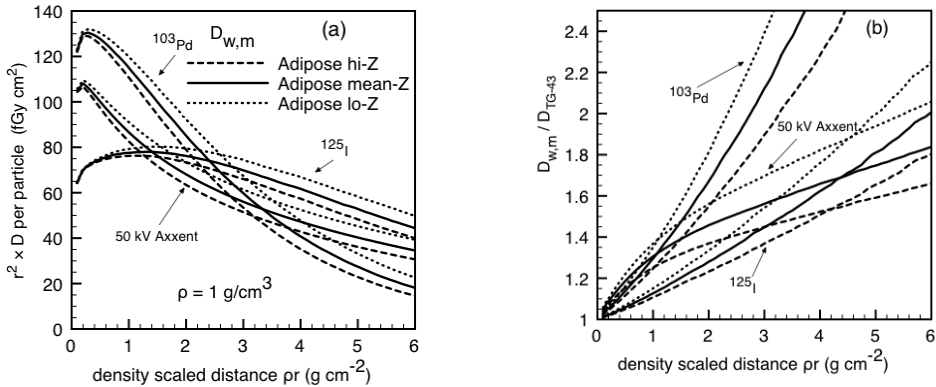 140
120
100
80
60
40
20
0
r² × D per particle (fGy cm²)
(a)
D_w,m
¹⁰³Pd
Adipose hi-Z
Adipose mean-Z
Adipose lo-Z
¹²⁵I
50 kV Axxent
ρ = 1 g/cm³
0 1 2 3 4 5 6
density scaled distance ρr (g cm⁻²)
2.4
2.2
2
1.8
1.6
1.4
1.2
1
D_w,m / D_TG-43
(b)
¹⁰³Pd
50 kV Axxent
¹²⁵I
0 1 2 3 4 5 6
density scaled distance ρr (g cm⁻²)